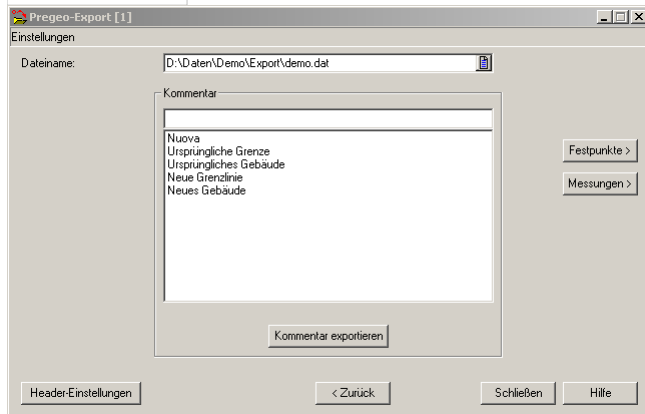 Pregeo-Export [1]
Einstellungen
Dateiname:
D:\Daten\Demo\Export\demo.dat
Kommentar
Nuova
Ursprüngliche Grenze
Ursprüngliches Gebäude
Neue Grenzlinie
Neues Gebäude
Festpunkte >
Messungen >
Kommentar exportieren
Header-Einstellungen
< Zurück
Schließen
Hilfe